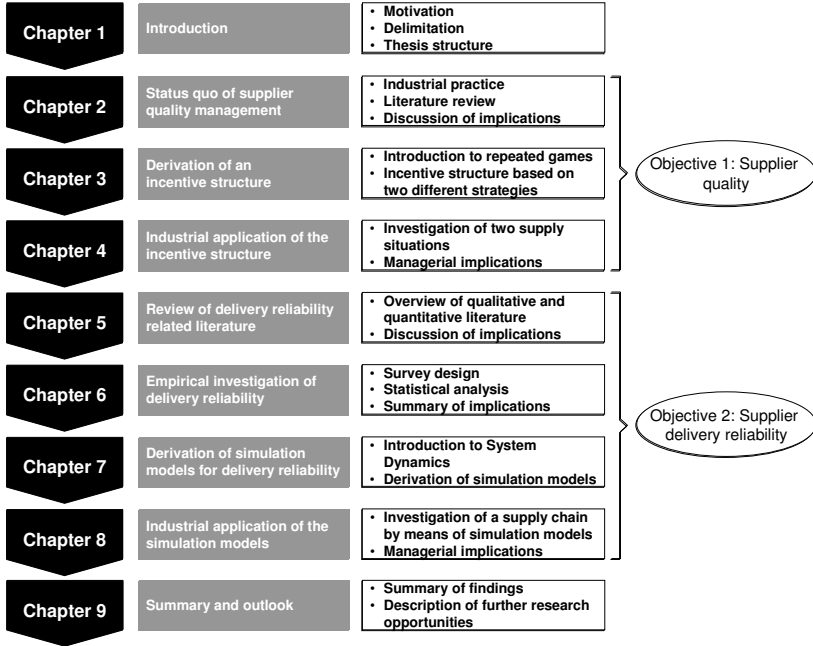 Chapter 1
Introduction
• Motivation
• Delimitation
• Thesis structure
Chapter 2
Status quo of supplier
quality management
• Industrial practice
• Literature review
• Discussion of implications
Chapter 3
Derivation of an
incentive structure
• Introduction to repeated games
• Incentive structure based on
two different strategies
Chapter 4
Industrial application of the
incentive structure
• Investigation of two supply
situations
• Managerial implications
Objective 1: Supplier
quality
Chapter 5
Review of delivery reliability
related literature
• Overview of qualitative and
quantitative literature
• Discussion of implications
Chapter 6
Empirical investigation of
delivery reliability
• Survey design
• Statistical analysis
• Summary of implications
Chapter 7
Derivation of simulation
models for delivery reliability
• Introduction to System
Dynamics
• Derivation of simulation models
Chapter 8
Industrial application of the
simulation models
• Investigation of a supply chain
by means of simulation models
• Managerial implications
Objective 2: Supplier
delivery reliability
Chapter 9
Summary and outlook
• Summary of findings
• Description of further research
opportunities